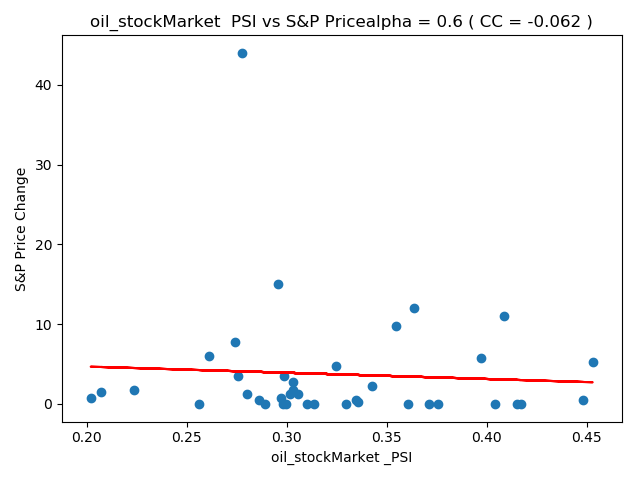 oil_stockMarket  PSI vs S&P Pricealpha = 0.6 ( CC = -0.062 )
S&P Price Change
40
30
20
10
0
0.20 0.25 0.30 0.35 0.40 0.45
oil_stockMarket _PSI